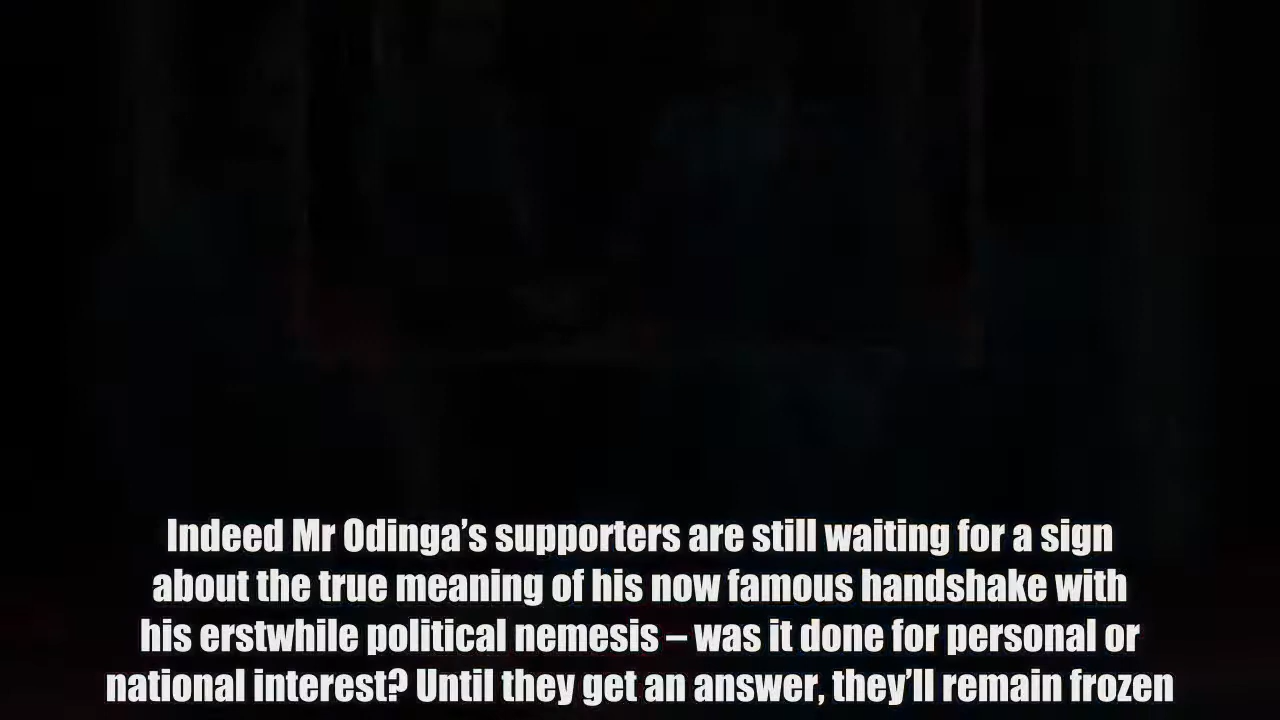 Indeed Mr Odinga’s supporters are still waiting for a sign
about the true meaning of his now famous handshake with
his erstwhile political nemesis – was it done for personal or
national interest? Until they get an answer, they’ll remain frozen